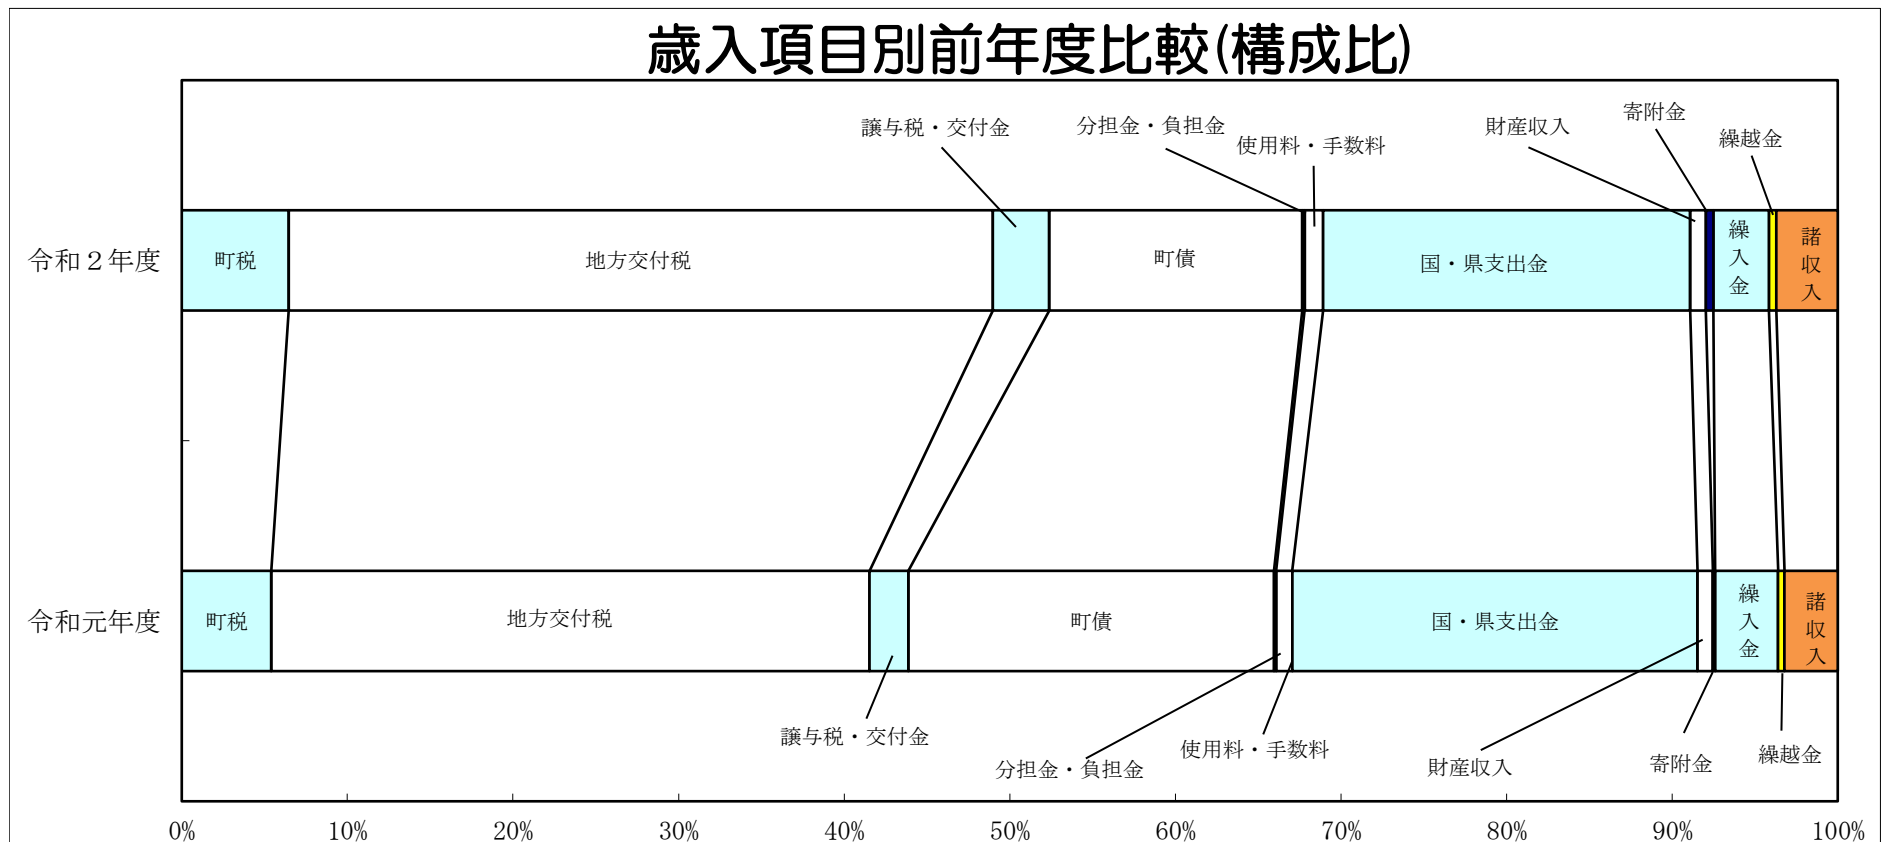 歳入項目別前年度比較(構成比)
譲与税・交付金
分担金・負担金
使用料・手数料
財産収入
寄附金
繰越金
令和２年度
町税
地方交付税
町債
国・県支出金
繰入金
諸収入
令和元年度
町税
地方交付税
町債
国・県支出金
繰入金
諸収入
譲与税・交付金
分担金・負担金
使用料・手数料
財産収入
寄附金
繰越金
0% 10% 20% 30% 40% 50% 60% 70% 80% 90% 100%